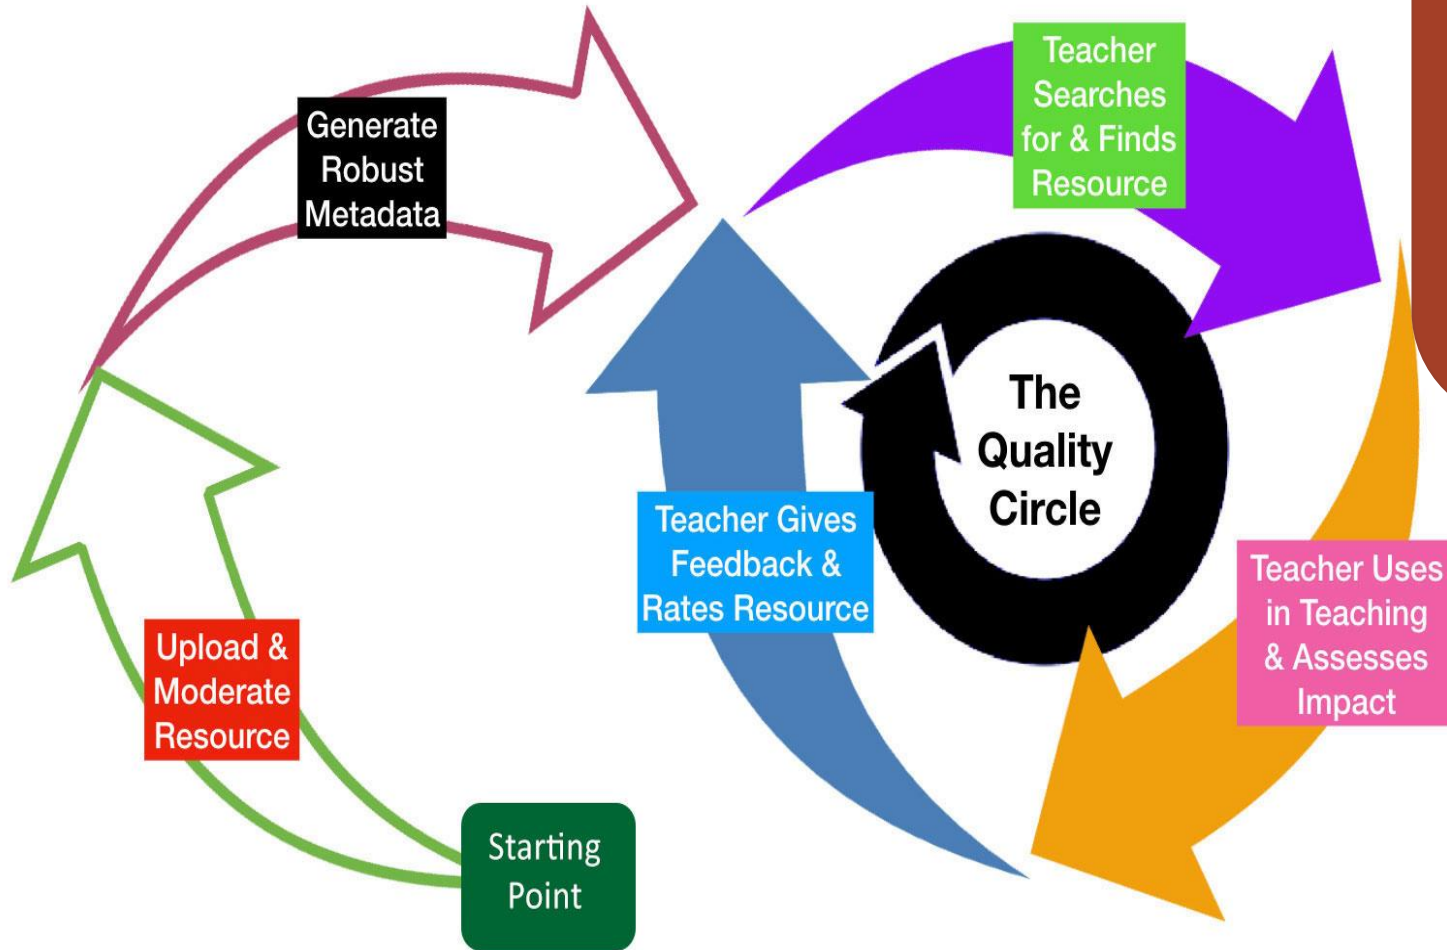 Starting
Point
Upload &
Moderate
Resource
Generate
Robust
Metadata
Teacher
Searches
for & Finds
Resource
Teacher Uses
in Teaching
& Assesses
Impact
Teacher Gives
Feedback &
Rates Resource
The
Quality
Circle